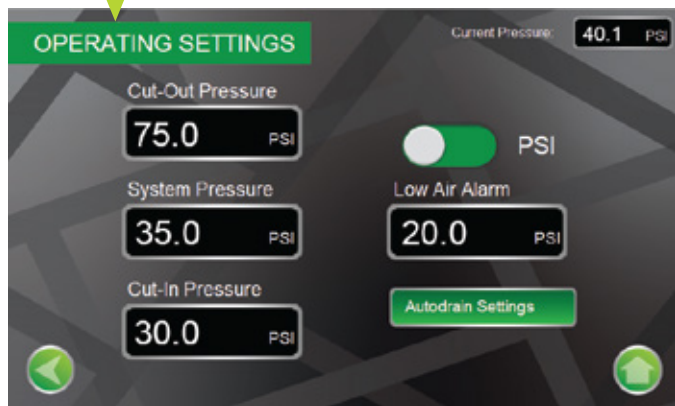 OPERATING SETTINGS
Current Pressure: 40.1 PSI
Cut-Out Pressure
75.0 PSI
PSI
System Pressure
35.0 PSI
Low Air Alarm
20.0 PSI
Cut-In Pressure
30.0 PSI
Autodrain Settings